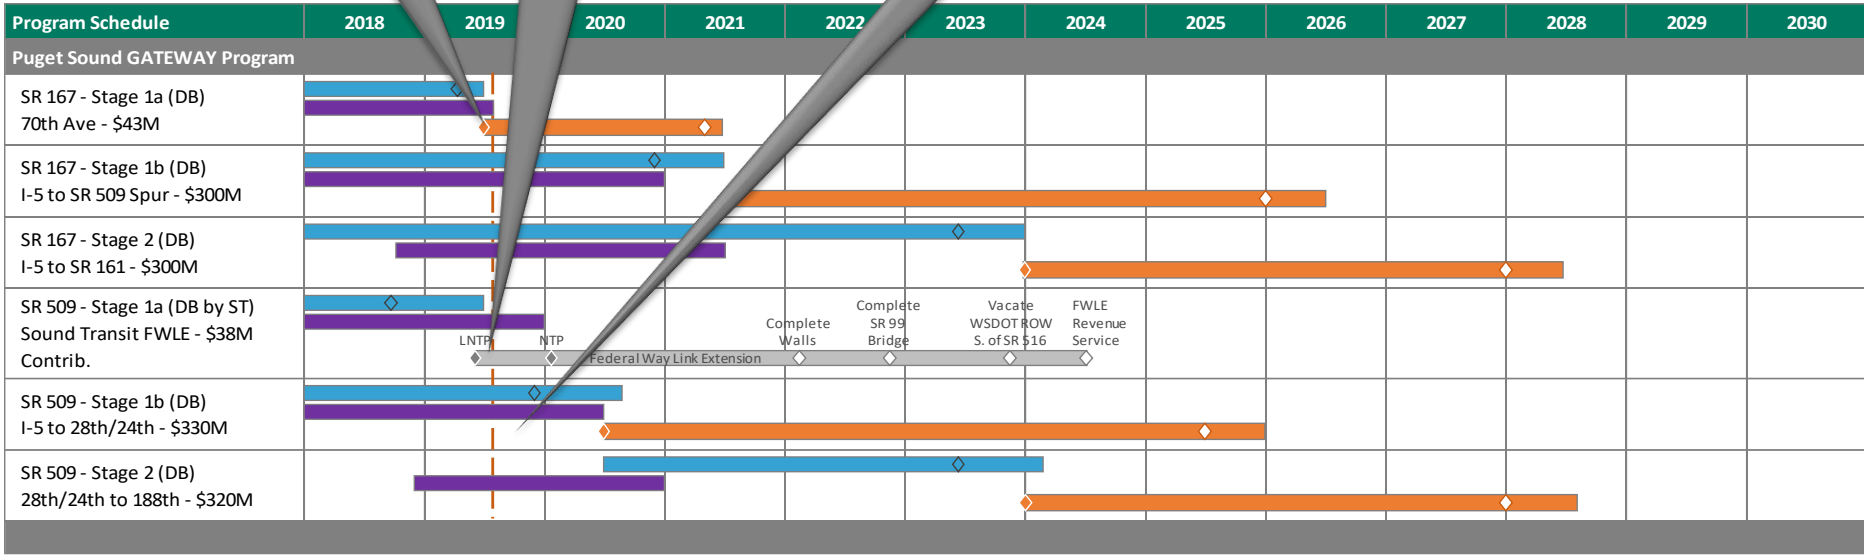 Program Schedule 2018 2019 2020 2021 2022 2023 2024 2025 2026 2027 2028 2029 2030
Puget Sound GATEWAY Program
SR 167 - Stage 1a (DB)
70th Ave - $43M
SR 167 - Stage 1b (DB)
I-5 to SR 509 Spur - $300M
SR 167 - Stage 2 (DB)
I-5 to SR 161 - $300M
SR 509 - Stage 1a (DB by ST)
Sound Transit FWLE - $38M
Contrib.
LNTP
NTP
Federal Way Link Extension
Complete
Walls
Complete
SR 99
Bridge
Vacate
WSDOT ROW
S. of SR 516
FWLE
Revenue
Service
SR 509 - Stage 1b (DB)
I-5 to 28th/24th - $330M
SR 509 - Stage 2 (DB)
28th/24th to 188th - $320M